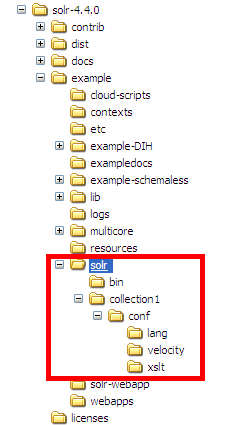 solr-4.4.0
contrib
dist
docs
example
cloud-scripts
contexts
etc
example-DIH
exampledocs
example-schemaless
lib
logs
multicore
resources
solr
bin
collection1
conf
lang
velocity
xslt
solr-webapp
webapps
licenses